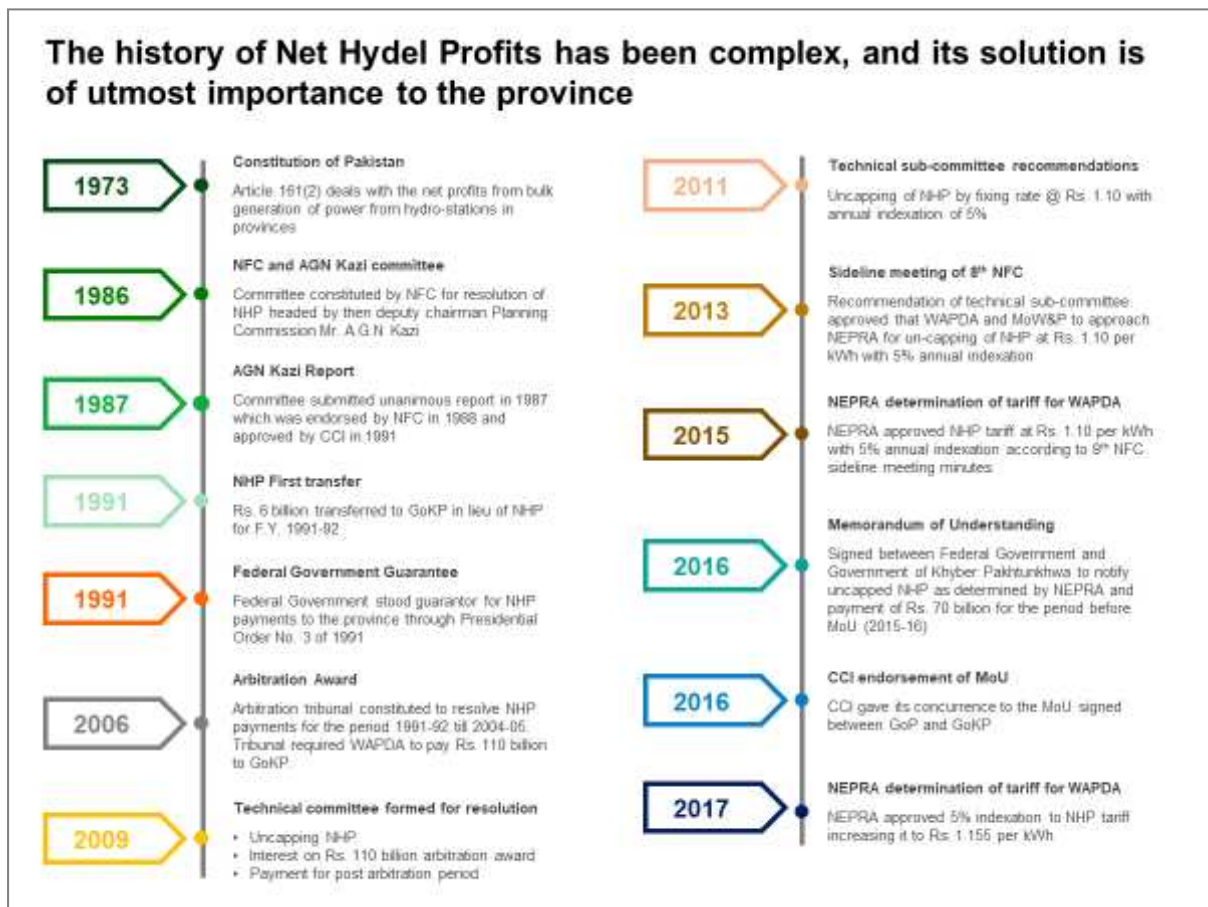 The history of Net Hydel Profits has been complex, and its solution is
of utmost importance to the province
1973
Constitution of Pakistan
Article 161(2) deals with the net profits from bulk
generation of power from hydro-stations in
provinces
1986
NFC and AGN Kazi committee
Committee constituted by NFC for resolution of
NHP headed by then deputy chairman Planning
Commission Mr. A.G.N. Kazi
1987
AGN Kazi Report
Committee submitted unanimous report in 1987
which was endorsed by NFC in 1988 and
approved by CCI in 1991
1991
NHP First transfer
Rs. 6 billion transferred to GoKP in lieu of NHP
for F.Y. 1991-92
1991
Federal Government Guarantee
Federal Government stood guarantor for NHP
payments to the province through Presidential
Order No. 3 of 1991
2006
Arbitration Award
Arbitration tribunal constituted to resolve NHP
payments for the period 1991-92 till 2004-05.
Tribunal required WAPDA to pay Rs. 110 billion
to GoKP.
2009
Technical committee formed for resolution
• Uncapping NHP
• Interest on Rs. 110 billion arbitration award
• Payment for post arbitration period
2011
Technical sub-committee recommendations
Uncapping of NHP by fixing rate @ Rs. 1.10 with
annual indexation of 5%
2013
Sideline meeting of 8th NFC
Recommendation of technical sub-committee
approved that WAPDA and MoW&P to approach
NEPRA for un-capping of NHP at Rs. 1.10 per
kWh with 5% annual indexation
2015
NEPRA determination of tariff for WAPDA
NEPRA approved NHP tariff at Rs. 1.10 per kWh
with 5% annual indexation according to 8th NFC
sideline meeting minutes
2016
Memorandum of Understanding
Signed between Federal Government and
Government of Khyber Pakhtunkhwa to notify
uncapped NHP as determined by NEPRA and
payment of Rs. 70 billion for the period before
MoU (2015-16)
2016
CCI endorsement of MoU
CCI gave its concurrence to the MoU signed
between GoP and GoKP
2017
NEPRA determination of tariff for WAPDA
NEPRA approved 5% indexation to NHP tariff
increasing it to Rs. 1.155 per kWh